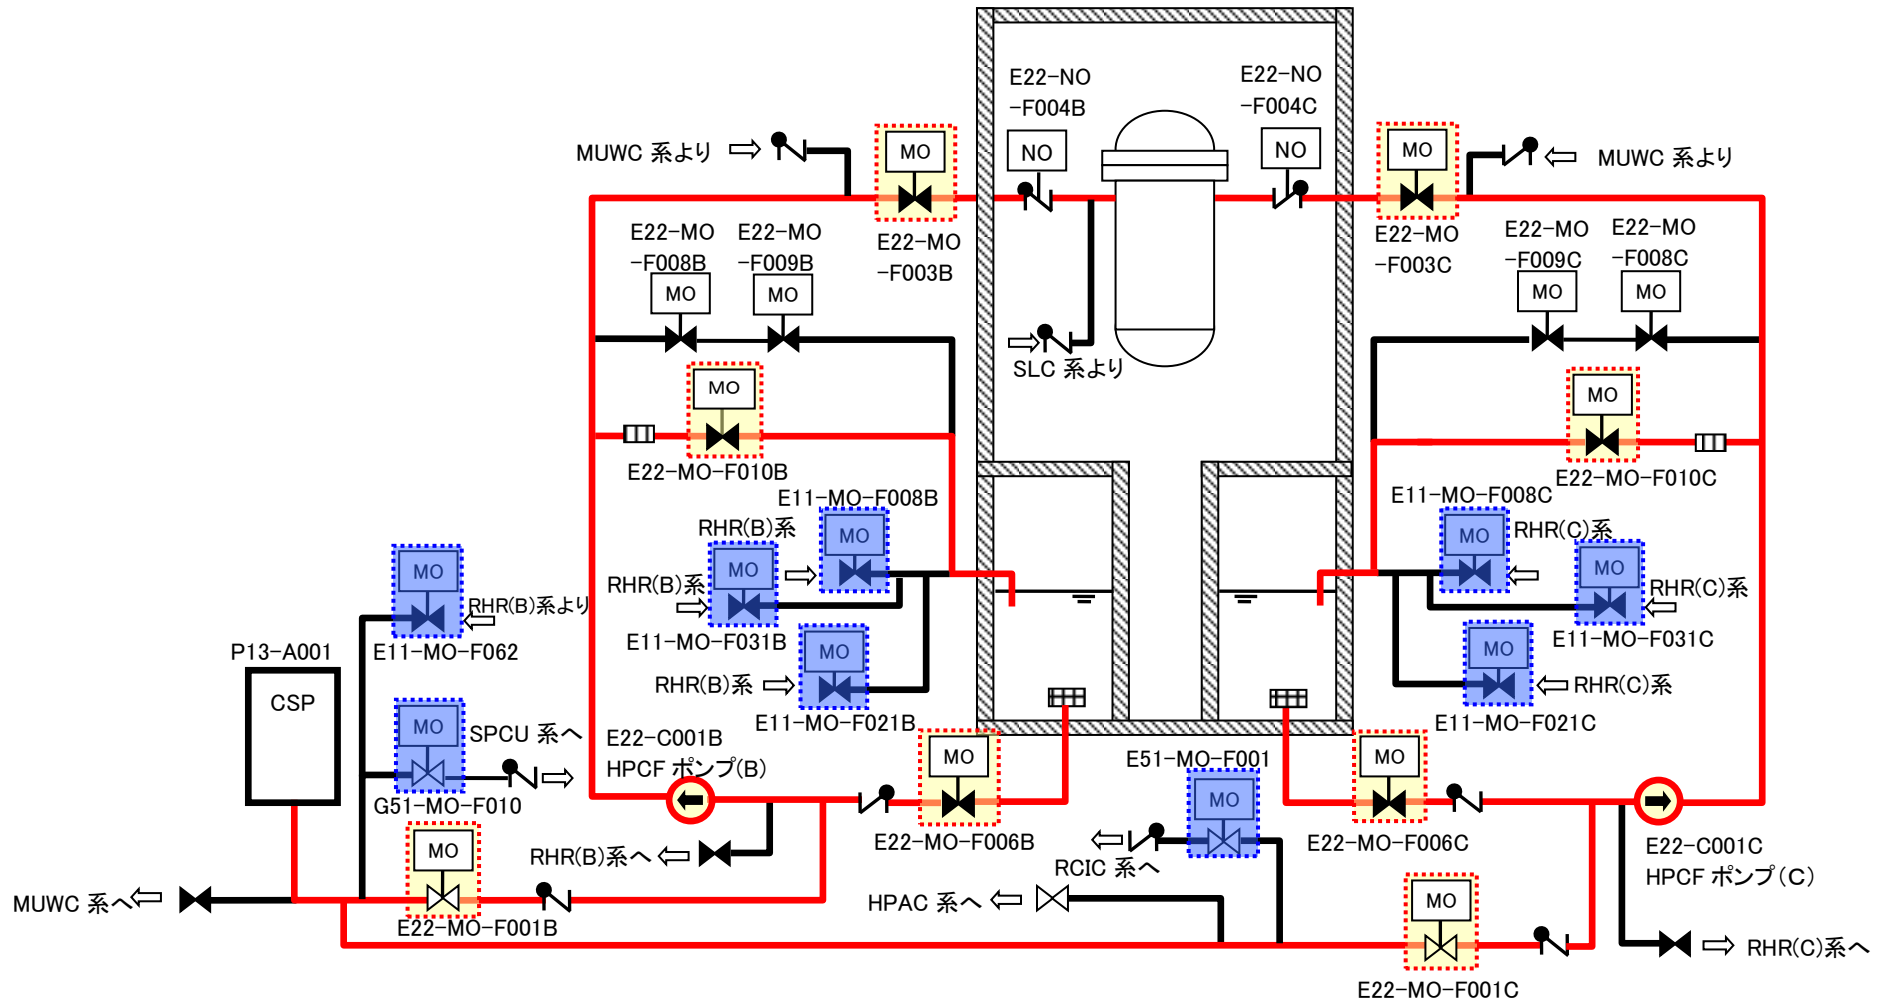 E22-NO
-F004B
E22-NO
-F004C
MUWC 系より
MO
NO
NO
MO
MUWC 系より
E22-MO
-F003B
E22-MO
-F003C
E22-MO
-F008B
E22-MO
-F009B
E22-MO
-F009C
E22-MO
-F008C
MO
MO
MO
MO
SLC 系より
MO
E22-MO-F010B
MO
E22-MO-F010C
E11-MO-F008B
RHR(B)系
MO
RHR(B)系
MO
E11-MO-F031B
MO
RHR(B)系
E11-MO-F021B
E11-MO-F008C
MO
RHR(C)系
MO
RHR(C)系
E11-MO-F031C
MO
RHR(C)系
E11-MO-F021C
MO
RHR(B)系より
E11-MO-F062
P13-A001
CSP
MO
SPCU 系へ
G51-MO-F010
E22-C001B
HPCF ポンプ(B)
MO
E22-MO-F006B
E51-MO-F001
MO
RCIC 系へ
MO
E22-MO-F006C
E22-C001C
HPCF ポンプ(C)
RHR(B)系へ
MO
E22-MO-F001B
MUWC 系へ
HPAC 系へ
MO
E22-MO-F001C
RHR(C)系へ